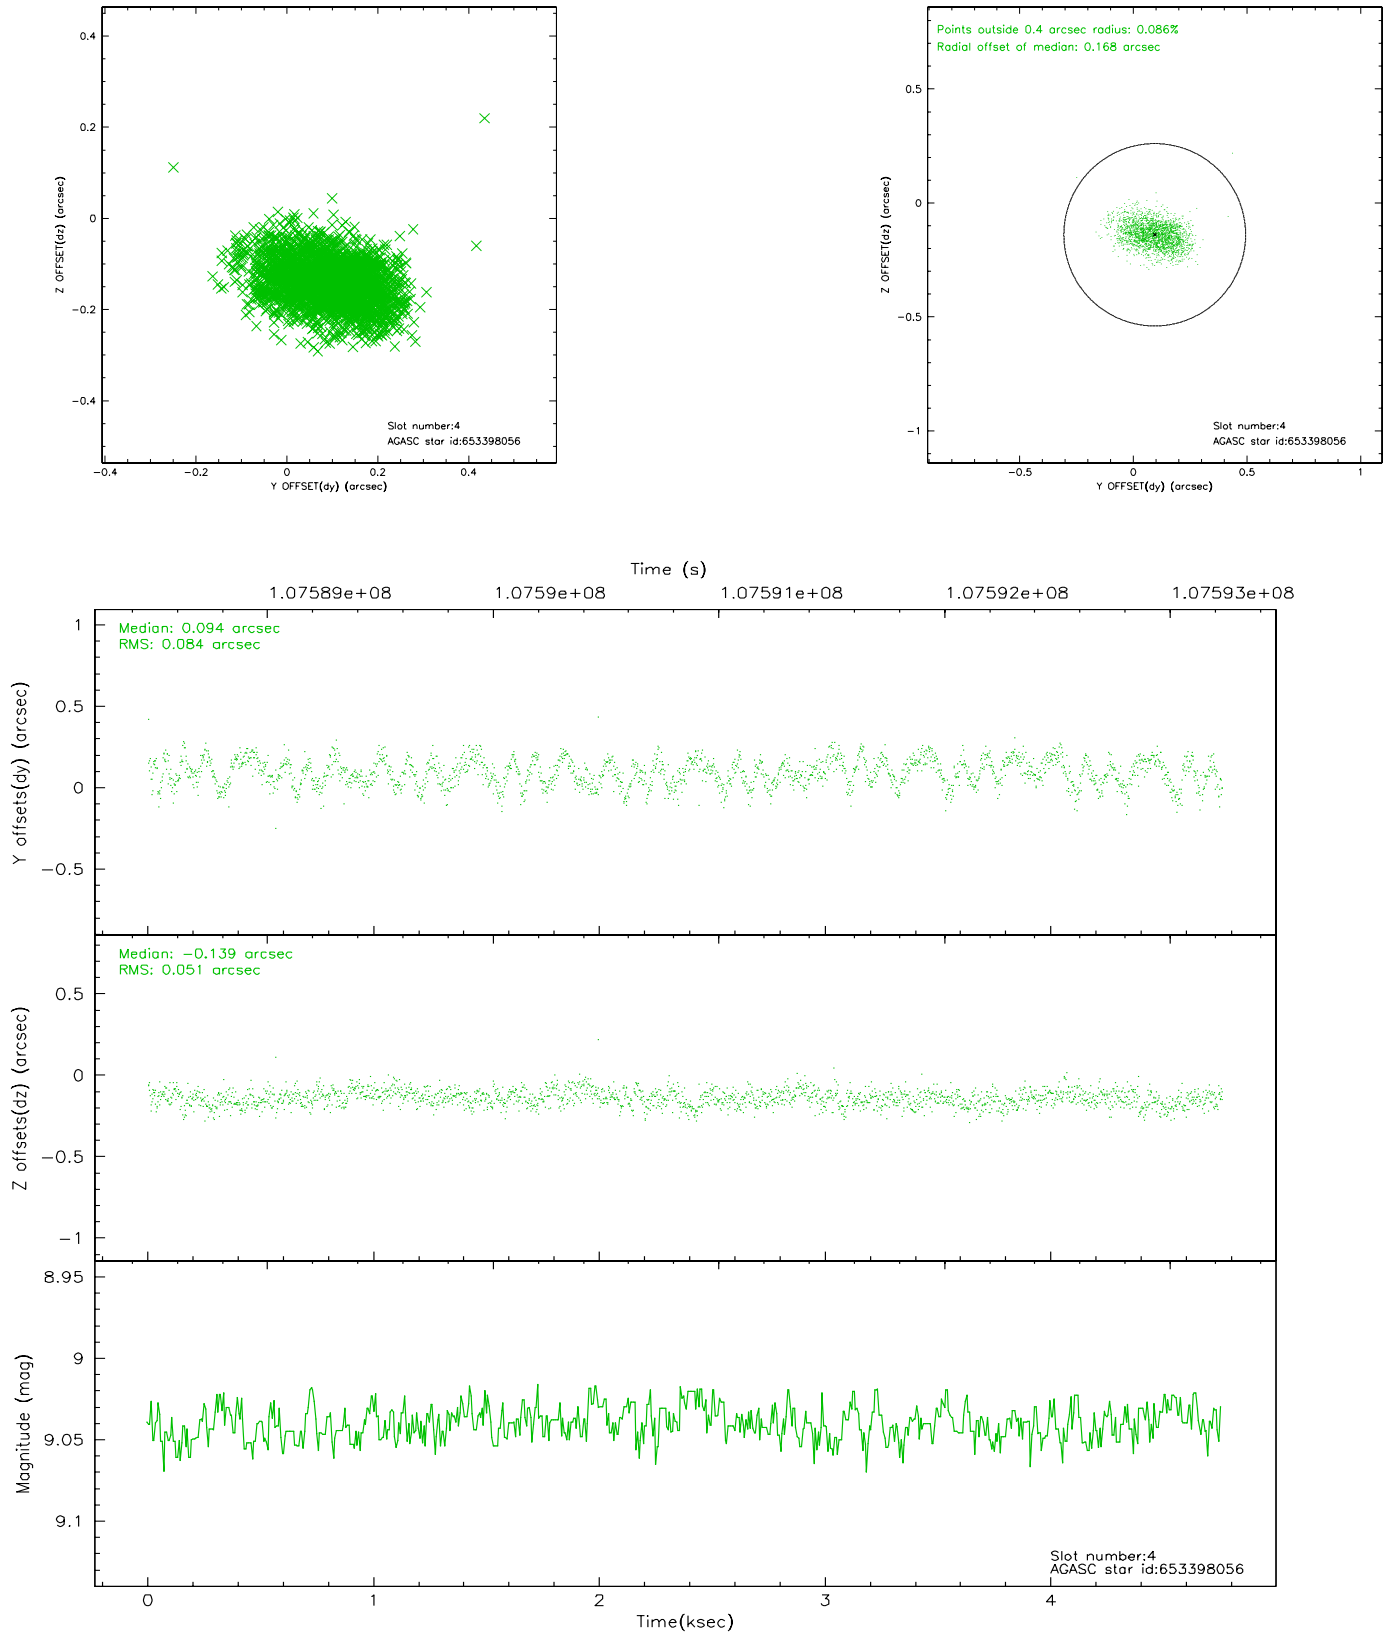 0.4
0.2
0
−0.2
−0.4
Z OFFSET(dz) (arcsec)
Slot number:4
AGASC star id:653398056
−0.4 −0.2 0 0.2 0.4
Y OFFSET(dy) (arcsec)
Points outside 0.4 arcsec radius: 0.086%
Radial offset of median: 0.168 arcsec
0.5
0
−0.5
−1
Z OFFSET(dz) (arcsec)
Slot number:4
AGASC star id:653398056
−0.5 0 0.5 1
Y OFFSET(dy) (arcsec)
Time (s)
1.07589e+08 1.0759e+08 1.07591e+08 1.07592e+08 1.07593e+08
Median: 0.094 arcsec
RMS: 0.084 arcsec
1
0.5
0
−0.5
Y offsets(dy) (arcsec)
Median: −0.139 arcsec
RMS: 0.051 arcsec
0.5
0
−0.5
−1
Z offsets(dz) (arcsec)
8.95
9
9.05
9.1
Magnitude (mag)
Slot number:4
AGASC star id:653398056
0 1 2 3 4
Time(ksec)